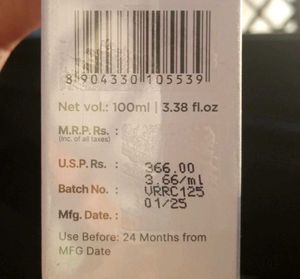 8 904330 105539
Net vol.: 100ml | 3.38 fl.oz
M.R.P. Rs. :
(Inc. of all taxes)
366.00
U.S.P. Rs. : 3.66/ml
Batch No. : VRRC125
Mfg. Date : 01/25
Use Before: 24 Months from
MFG Date